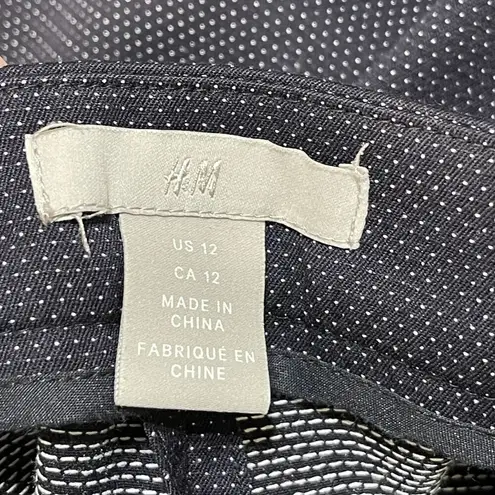 H&M
US 12
CA 12
MADE IN
CHINA
FABRIQUÉ EN
CHINE